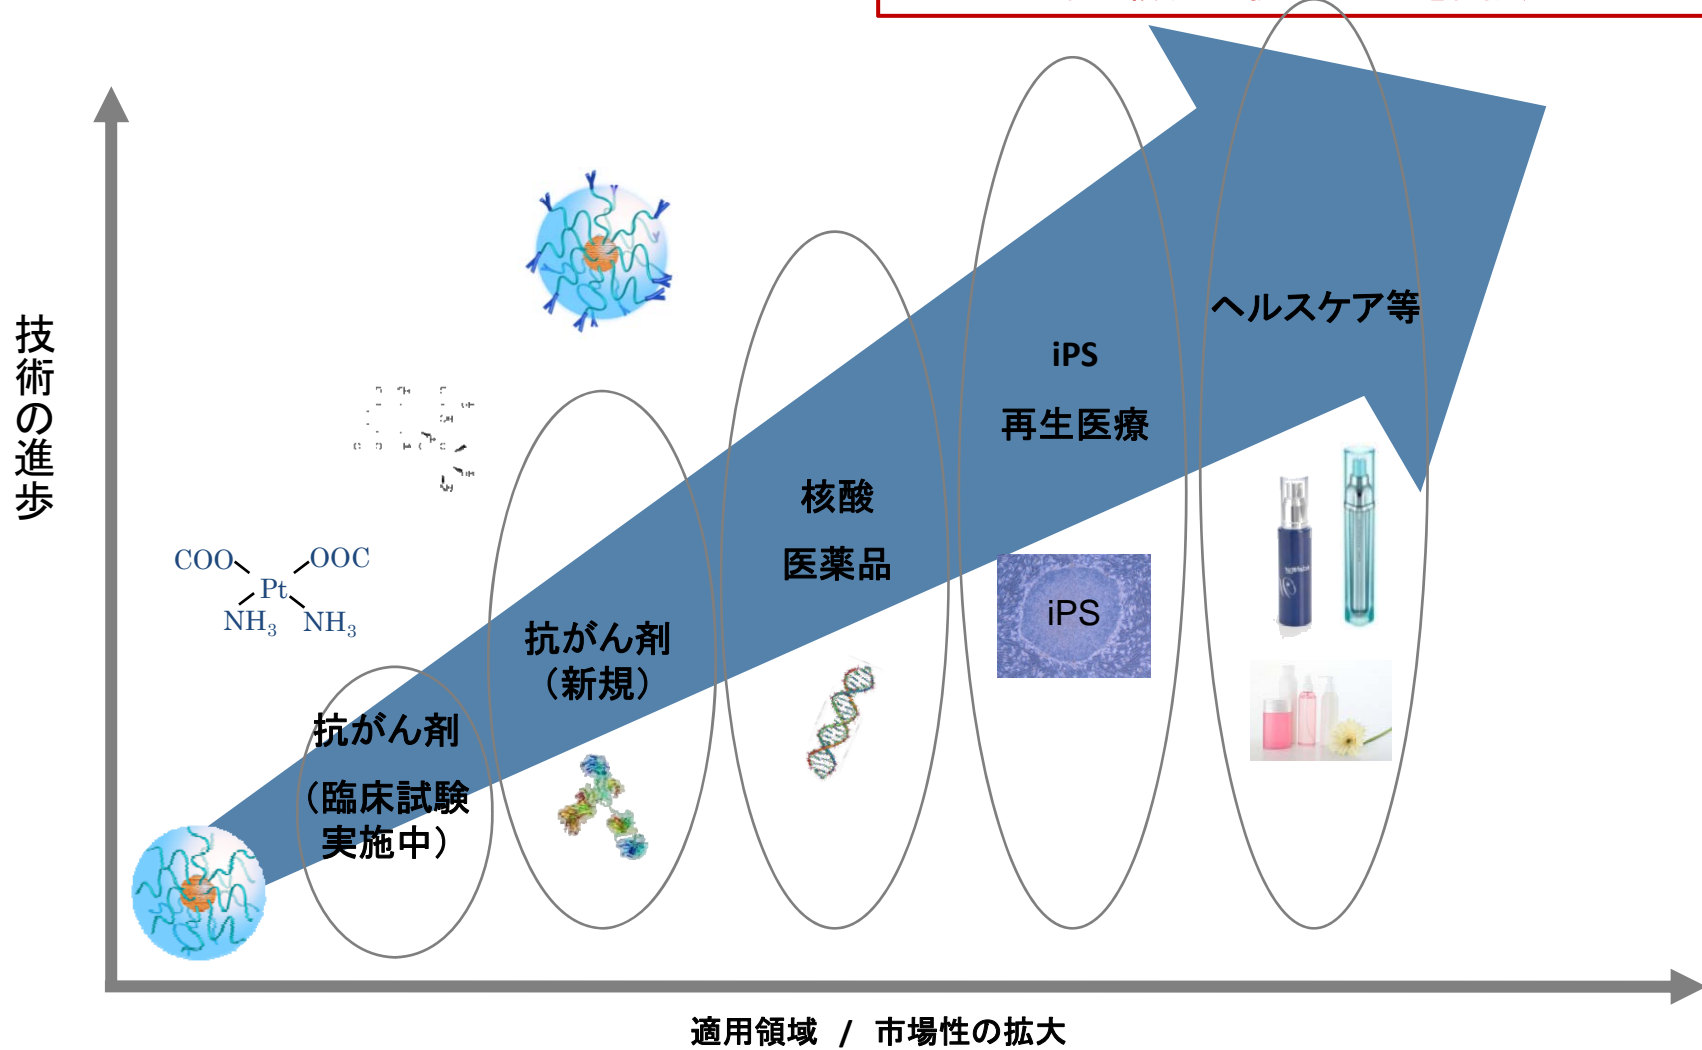 技術の進歩
COO
OOC
Pt
NH3
NH3
抗がん剤
（臨床試験
実施中）
抗がん剤
（新規）
核酸
医薬品
iPS
再生医療
iPS
ヘルスケア等
適用領域 / 市場性の拡大